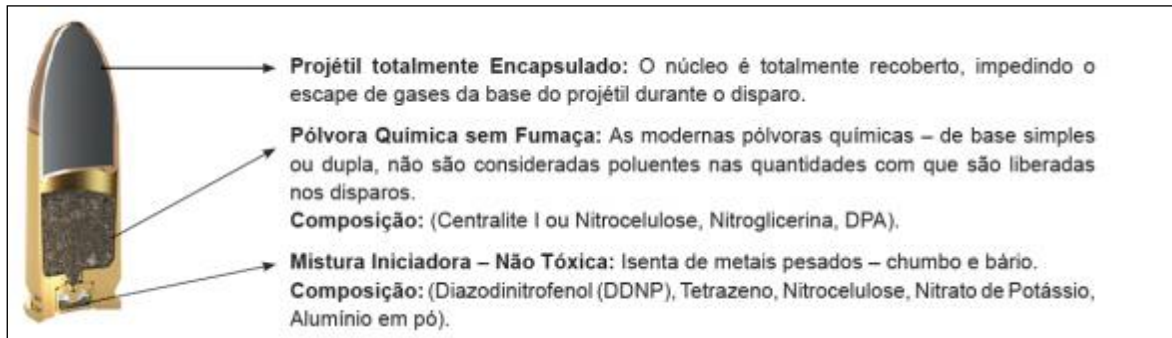 Projétil totalmente Encapsulado: O núcleo é totalmente recoberto, impedindo o
escape de gases da base do projétil durante o disparo.
Pólvora Química sem Fumaça: As modernas pólvoras químicas – de base simples
ou dupla, não são consideradas poluentes nas quantidades com que são liberadas
nos disparos.
Composição: (Centralite I ou Nitrocelulose, Nitroglicerina, DPA).
Mistura Iniciadora – Não Tóxica: Isenta de metais pesados – chumbo e bário.
Composição: (Diazodinitrofenol (DDNP), Tetrazeno, Nitrocelulose, Nitrato de Potássio,
Alumínio em pó).